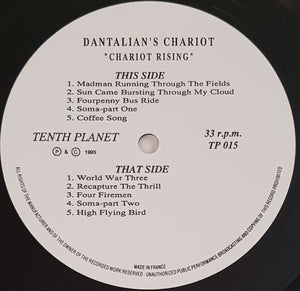 DANTALIAN'S CHARIOT
"CHARIOT RISING"
THIS SIDE
1. Madman Running Through The Fields
2. Sun Came Bursting Through My Cloud
3. Fourpenny Bus Ride
4. Soma-part One
5. Coffee Song
TENTH PLANET
33 r.p.m.
P & C 1995
TP 015
THAT SIDE
1. World War Three
2. Recapture The Thrill
3. Four Firemen
4. Soma-part Two
5. High Flying Bird
MADE IN FRANCE
ALL RIGHTS OF THE MANUFACTURER AND OF THE OWNER OF THE RECORDED WORK RESERVED - UNAUTHORIZED PUBLIC PERFORMANCE BROADCASTING AND COPYING OF THIS RECORD PROHIBITED